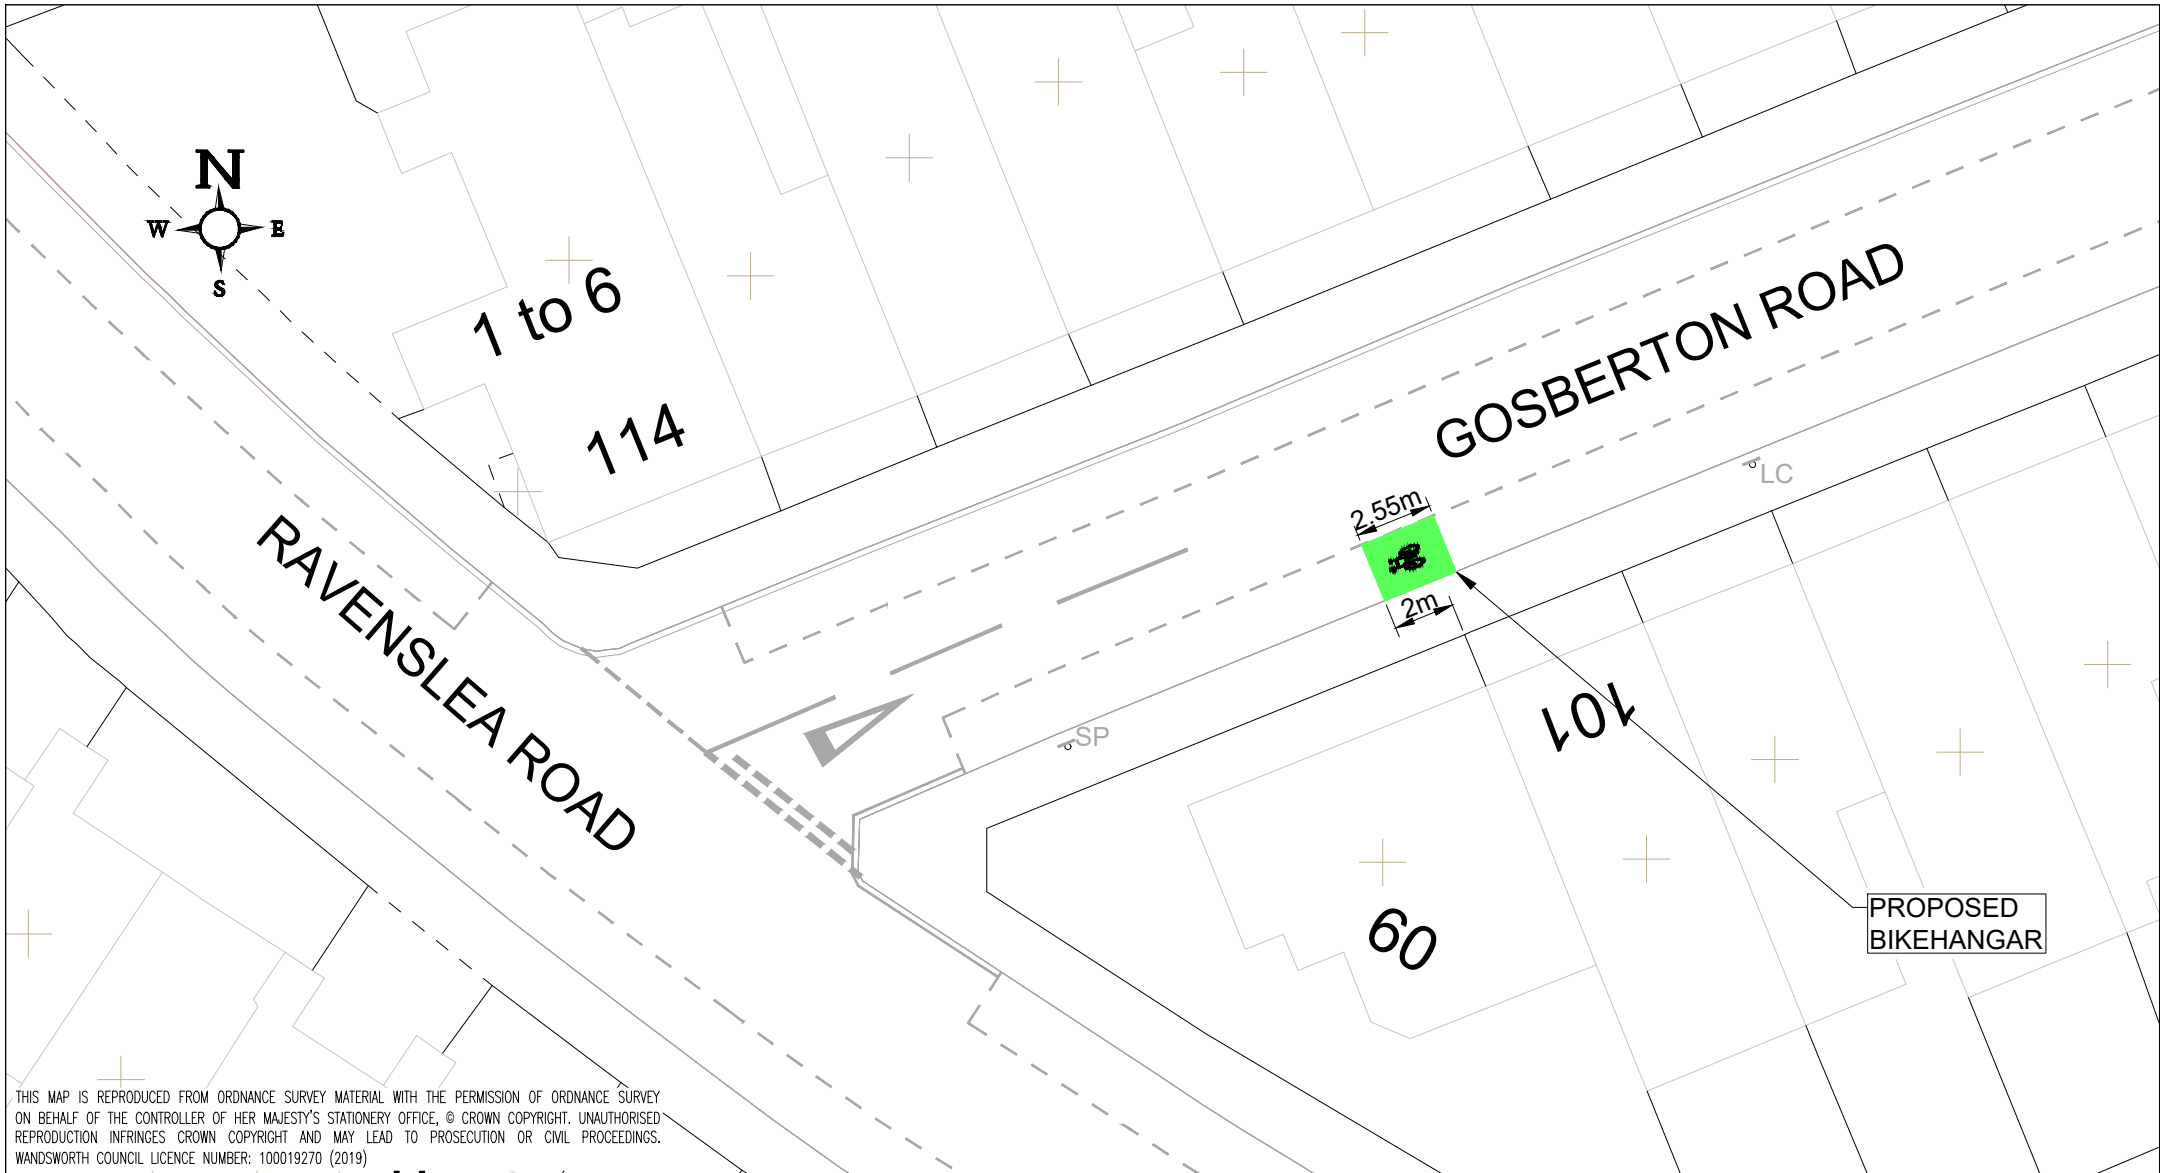 N
W
E
S
1 to 6
114
GOSBERTON ROAD
LC
2.55m
2m
RAVENSLEA ROAD
SP
101
60
PROPOSED
BIKEHANGAR
THIS MAP IS REPRODUCED FROM ORDNANCE SURVEY MATERIAL WITH THE PERMISSION OF ORDNANCE SURVEY
ON BEHALF OF THE CONTROLLER OF HER MAJESTY'S STATIONERY OFFICE, © CROWN COPYRIGHT. UNAUTHORISED
REPRODUCTION INFRINGES CROWN COPYRIGHT AND MAY LEAD TO PROSECUTION OR CIVIL PROCEEDINGS.
WANDSWORTH COUNCIL LICENCE NUMBER: 100019270 (2019)